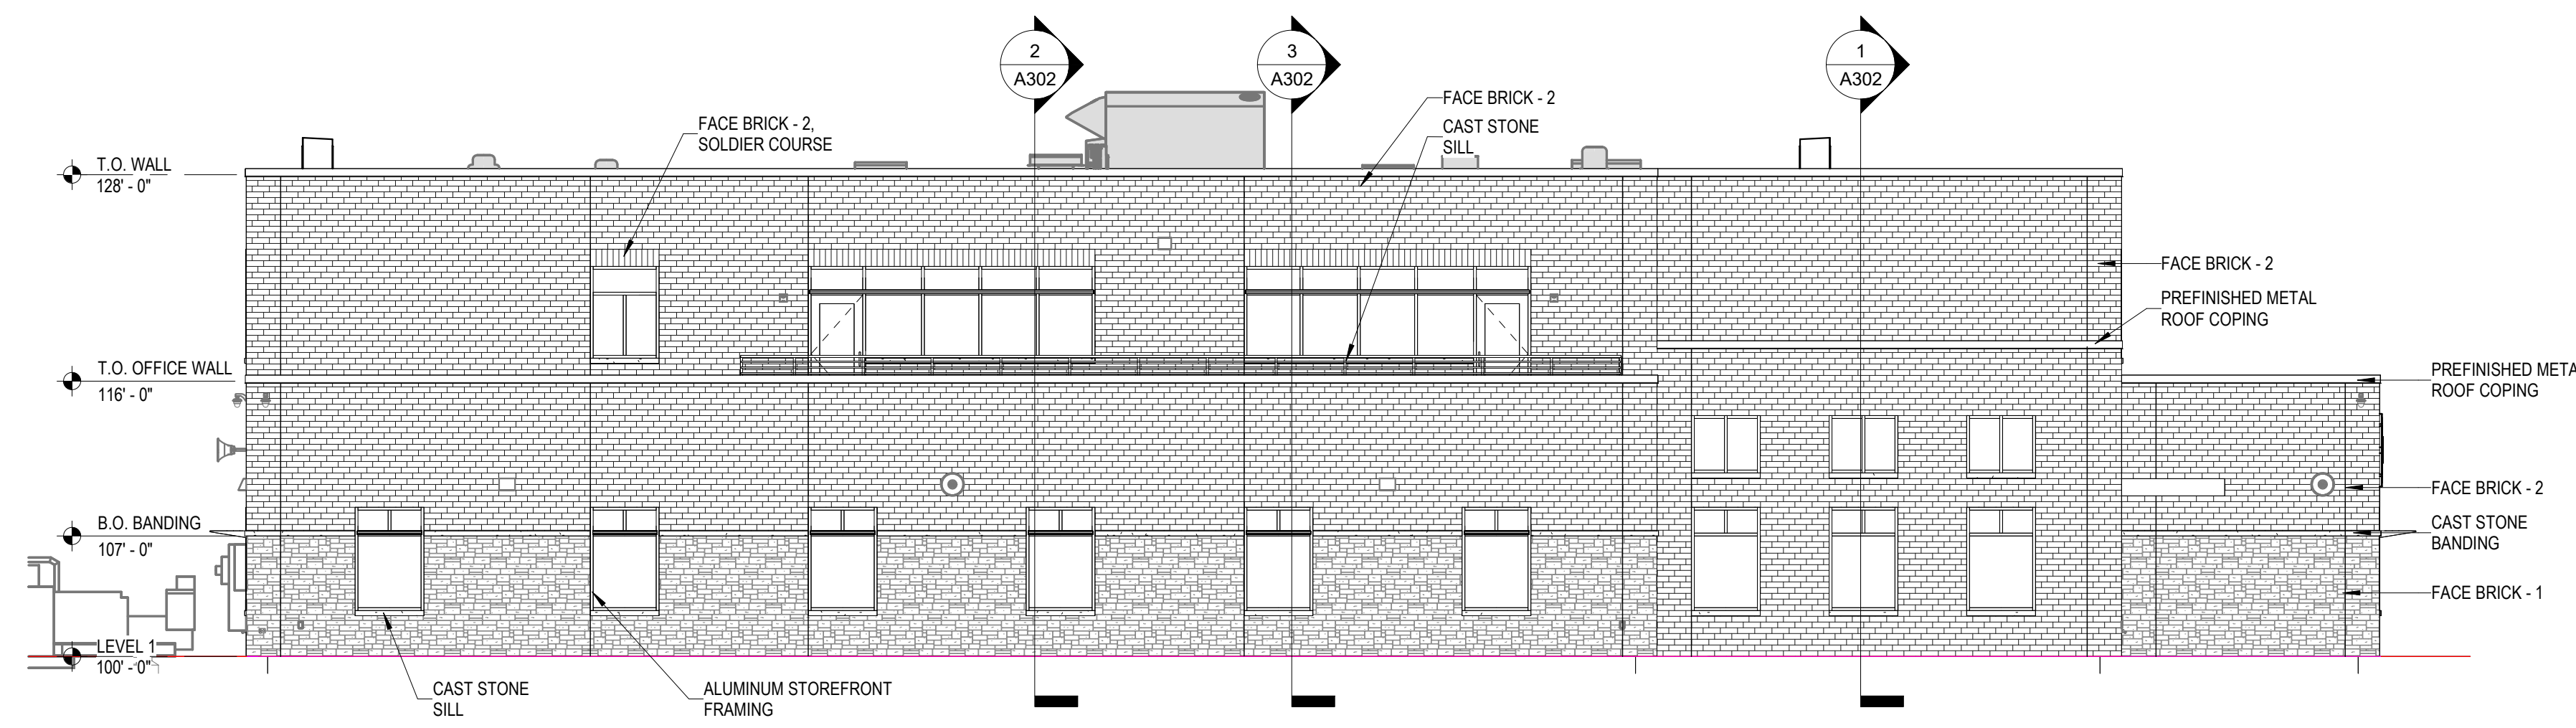 2
A302
3
A302
1
A302
FACE BRICK - 2
CAST STONE
SILL
FACE BRICK - 2,
SOLDIER COURSE
T.O. WALL
128' - 0"
FACE BRICK - 2
PREFINISHED METAL
ROOF COPING
T.O. OFFICE WALL
116' - 0"
PREFINISHED META
ROOF COPING
FACE BRICK - 2
B.O. BANDING
107' - 0"
CAST STONE
BANDING
FACE BRICK - 1
LEVEL 1
100' - 0"
CAST STONE
SILL
ALUMINUM STOREFRONT
FRAMING